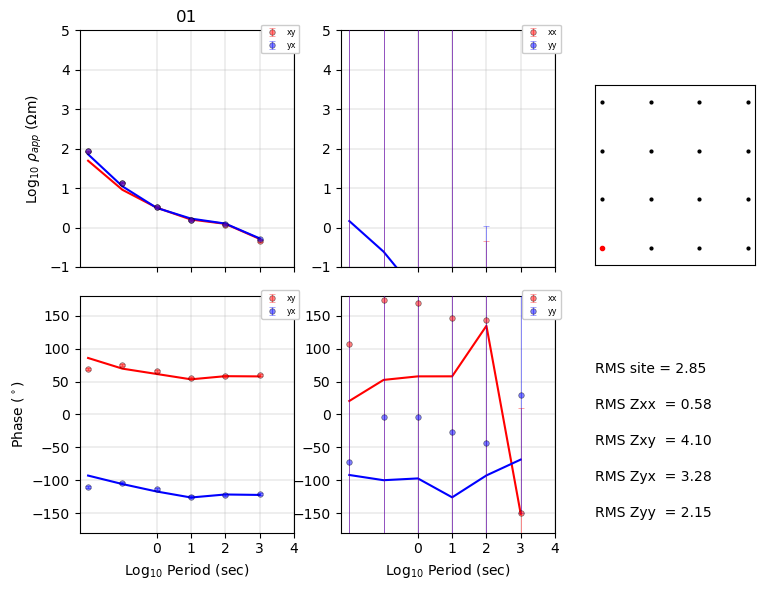 01
5
4
3
2
1
0
−1
Log10 ρapp (Ωm)
xy
yx
5
4
3
2
1
0
−1
xx
yy
150
100
50
0
−50
−100
−150
Phase (°)
xy
yx
0 1 2 3 4
Log10 Period (sec)
150
100
50
0
−50
−100
−150
xx
yy
0 1 2 3 4
Log10 Period (sec)
RMS site = 2.85
RMS Zxx = 0.58
RMS Zxy = 4.10
RMS Zyx = 3.28
RMS Zyy = 2.15